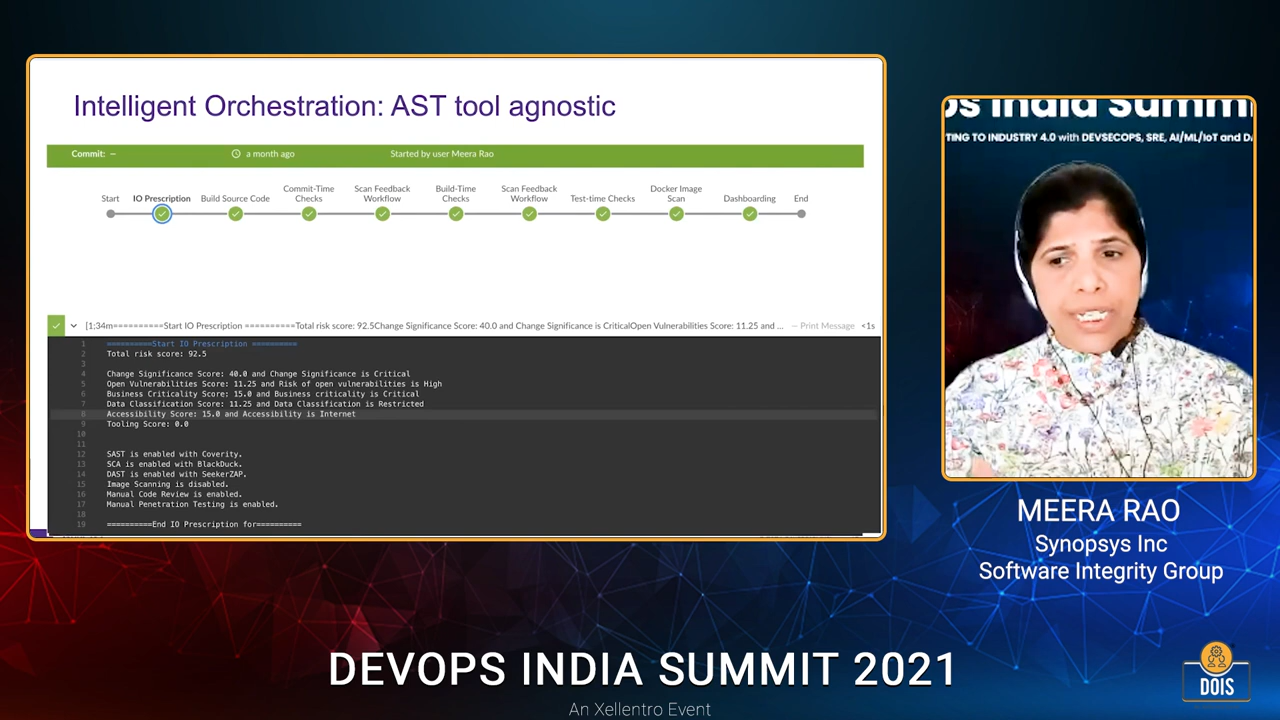 Intelligent Orchestration: AST tool agnostic
Commit: –
a month ago
Started by user Meera Rao
Start
IO Prescription
Build Source Code
Commit-Time
Checks
Scan Feedback
Workflow
Build-Time
Checks
Scan Feedback
Workflow
Test-time Checks
Docker Image
Scan
Dashboarding
End
[1;34m==========Start IO Prescription ==========Total risk score: 92.5Change Significance Score: 40.0 and Change Significance is CriticalOpen Vulnerabilities Score: 11.25 and ... – Print Message <1s
1 ==========Start IO Prescription ==========
2 Total risk score: 92.5
3
4 Change Significance Score: 40.0 and Change Significance is Critical
5 Open Vulnerabilities Score: 11.25 and Risk of open vulnerabilities is High
6 Business Criticality Score: 15.0 and Business criticality is Critical
7 Data Classification Score: 11.25 and Data Classification is Restricted
8 Accessibility Score: 15.0 and Accessibility is Internet
9 Tooling Score: 0.0
10
11
12 SAST is enabled with Coverity.
13 SCA is enabled with BlackDuck.
14 DAST is enabled with SeekerZAP.
15 Image Scanning is disabled.
16 Manual Code Review is enabled.
17 Manual Penetration Testing is enabled.
18
19 ==========End IO Prescription for==========
India Summi
TING TO INDUSTRY 4.0 with DEVSECOPS, SRE, AI/ML/IoT and
MEERA RAO
Synopsys Inc
Software Integrity Group
DEVOPS INDIA SUMMIT 2021
An Xellentro Event
DOIS